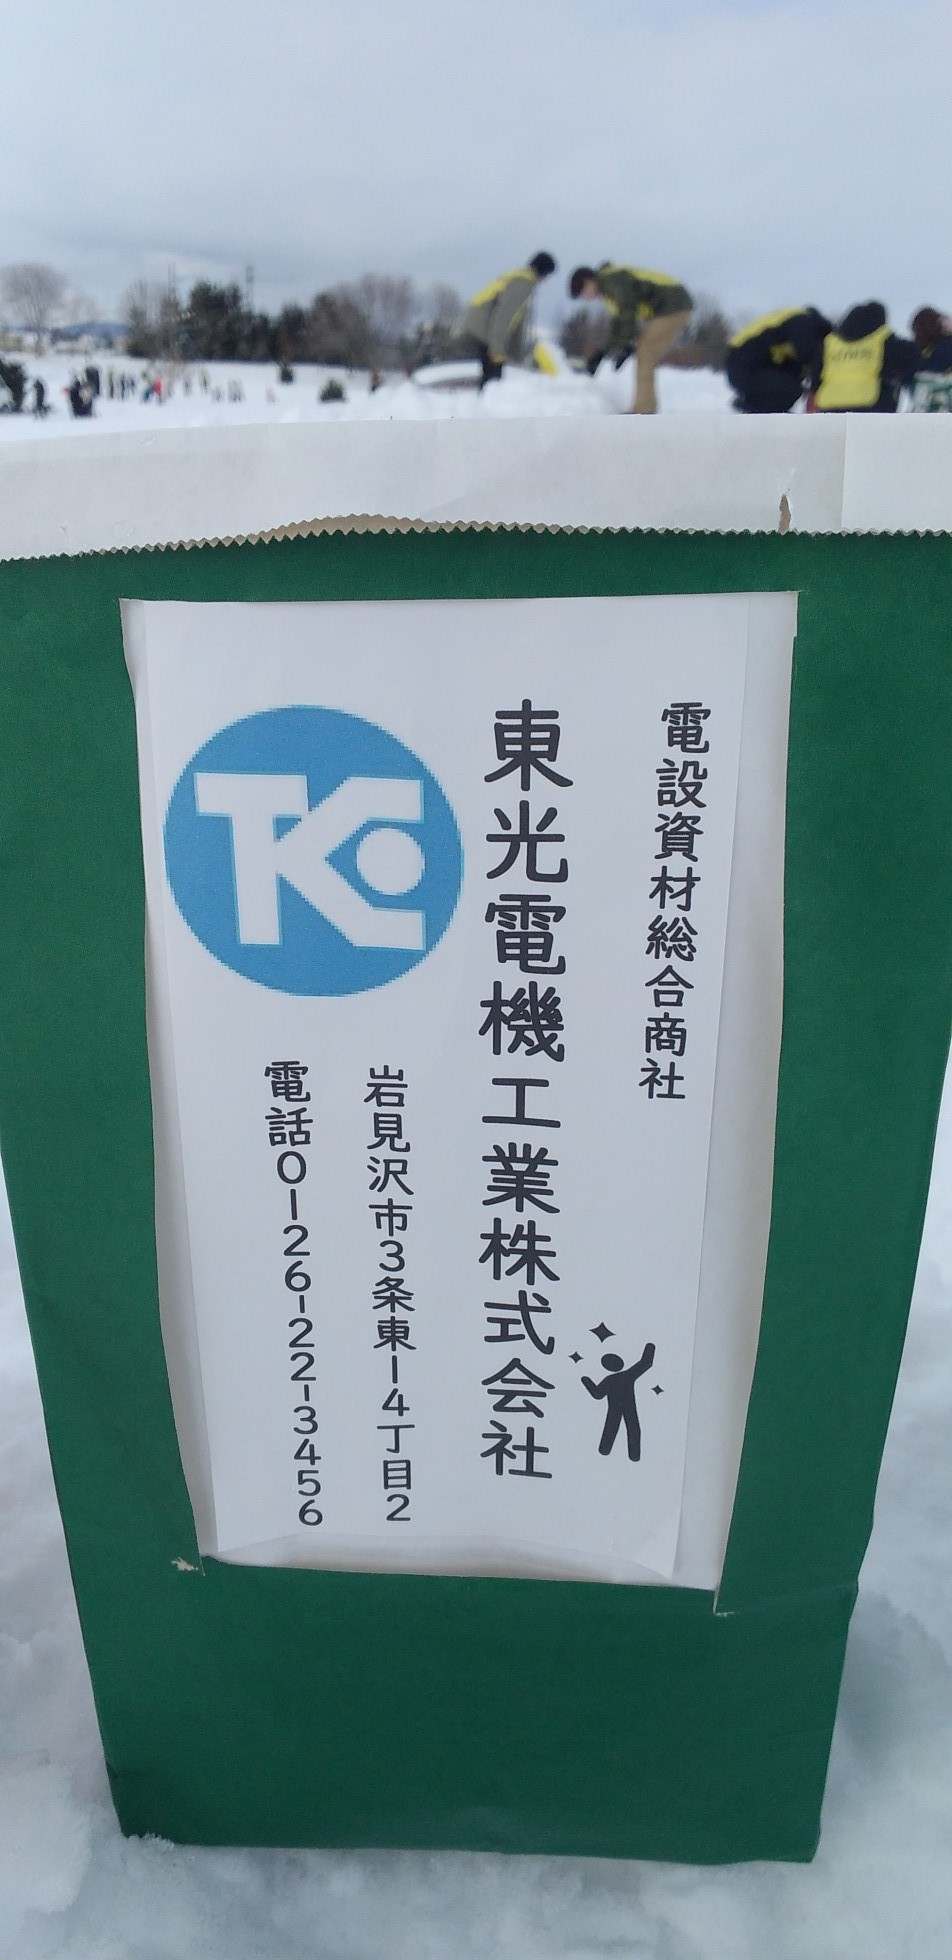 電設資材総合商社
東光電機工業株式会社
岩見沢市3条東14丁目2
電話0126-22-3456
TKC